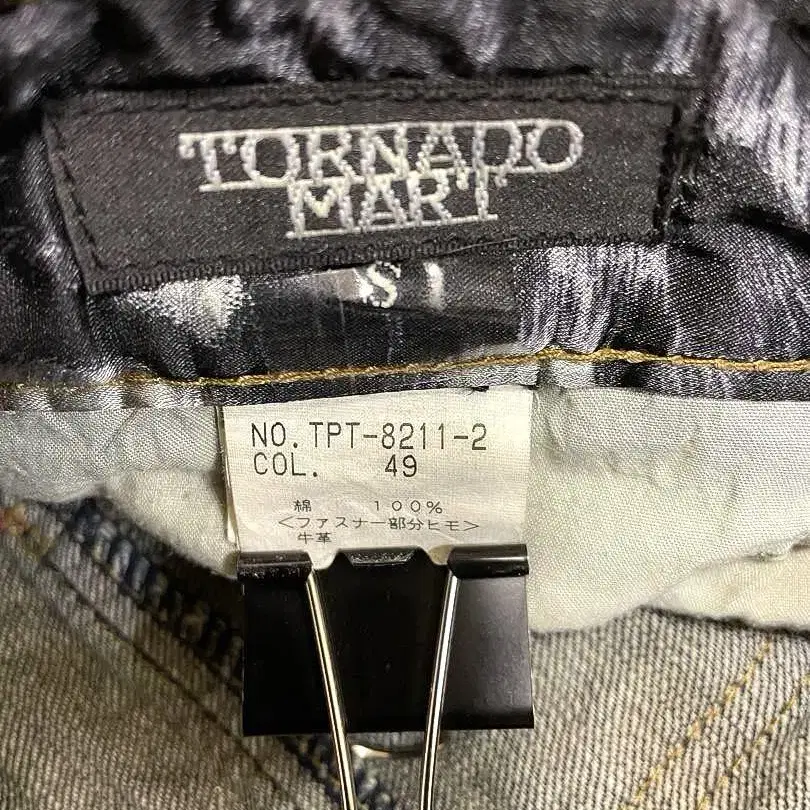 TORNADO
MART
S
NO. TPT-8211-2
COL. 49
綿 100%
<ファスナー部分ヒモ>
牛革